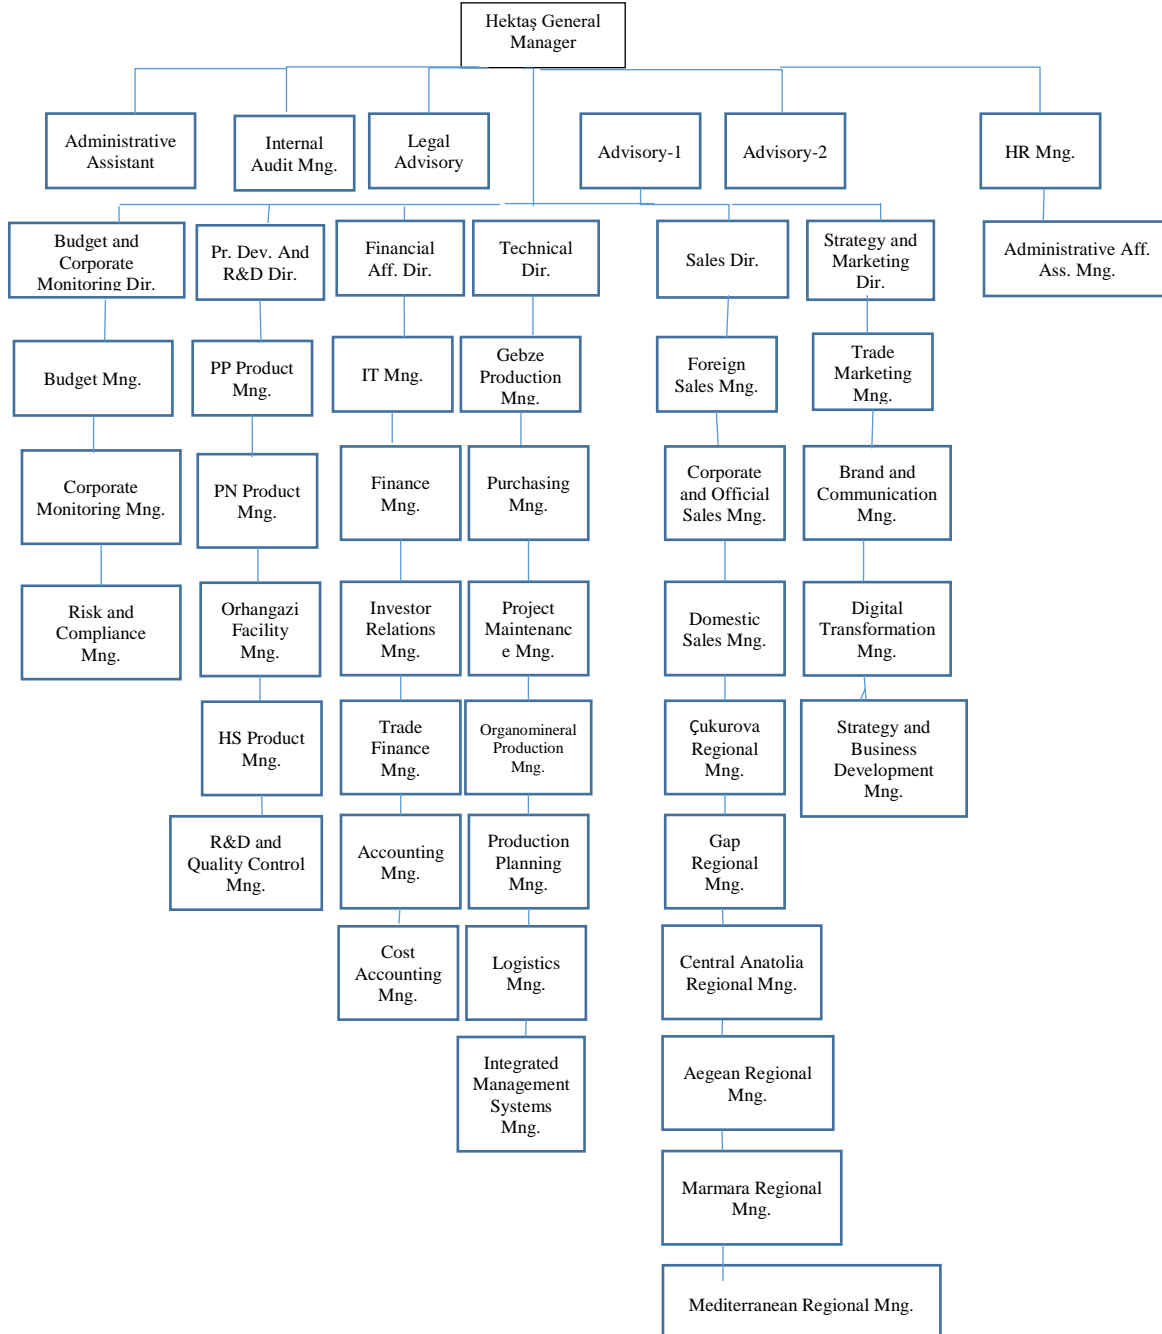 Hektaş General
Manager
Administrative
Assistant
Internal
Audit Mng.
Legal
Advisory
Advisory-1
Advisory-2
HR Mng.
Budget and
Corporate
Monitoring Dir.
Pr. Dev. And
R&D Dir.
Financial
Aff. Dir.
Technical
Dir.
Sales Dir.
Strategy and
Marketing
Dir.
Administrative Aff.
Ass. Mng.
Budget Mng.
PP Product
Mng.
IT Mng.
Gebze
Production
Mng.
Foreign
Sales Mng.
Trade
Marketing
Mng.
Corporate
Monitoring Mng.
PN Product
Mng.
Finance
Mng.
Purchasing
Mng.
Corporate
and Official
Sales Mng.
Brand and
Communication
Mng.
Risk and
Compliance
Mng.
Orhangazi
Facility
Mng.
Investor
Relations
Mng.
Project
Maintenanc
e Mng.
Domestic
Sales Mng.
Digital
Transformation
Mng.
HS Product
Mng.
Trade
Finance
Mng.
Organomineral
Production
Mng.
Çukurova
Regional
Mng.
Strategy and
Business
Development
Mng.
R&D and
Quality Control
Mng.
Accounting
Mng.
Production
Planning
Mng.
Gap
Regional
Mng.
Cost
Accounting
Mng.
Logistics
Mng.
Central Anatolia
Regional Mng.
Integrated
Management
Systems
Mng.
Aegean Regional
Mng.
Marmara Regional
Mng.
Mediterranean Regional Mng.